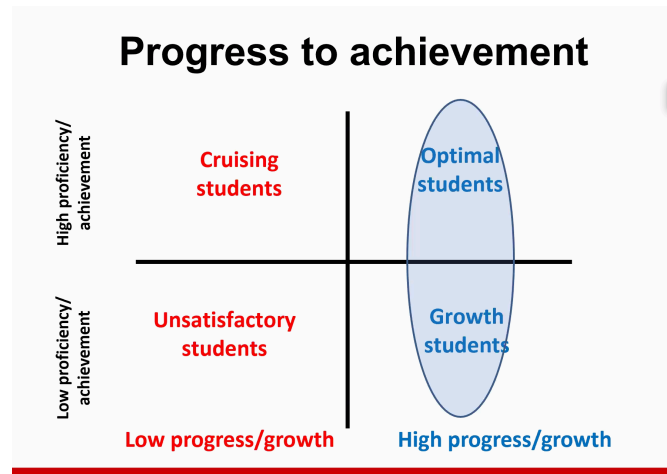 Progress to achievement
High proficiency/
achievement
Cruising
students
Optimal
students
Low proficiency/
achievement
Unsatisfactory
students
Growth
students
Low progress/growth
High progress/growth